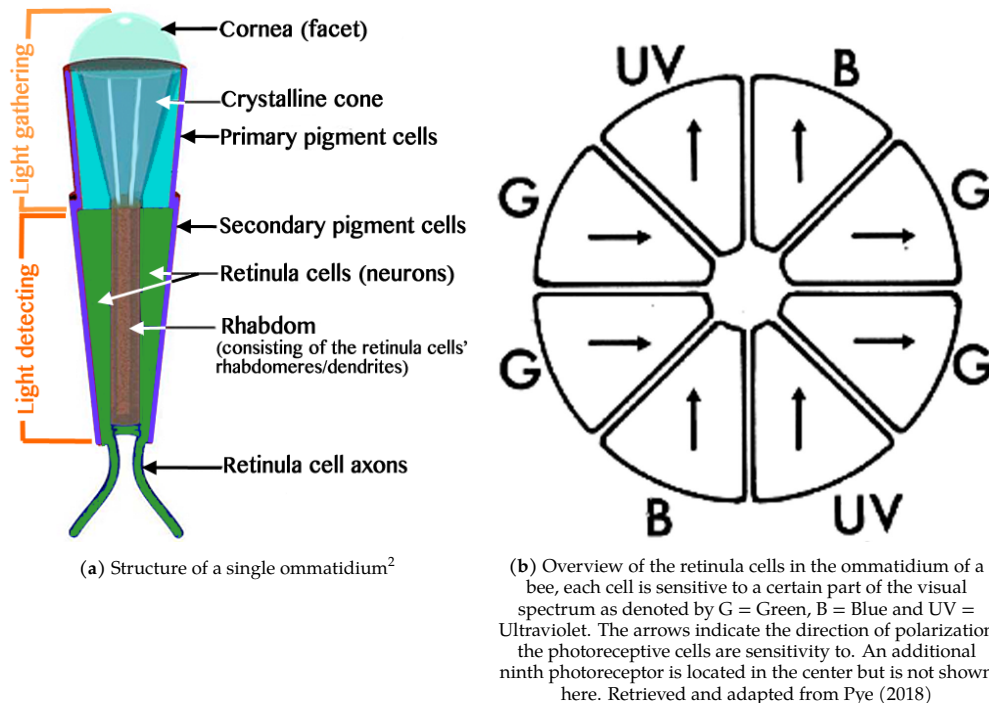 Light gathering
Light detecting
Cornea (facet)
Crystalline cone
Primary pigment cells
Secondary pigment cells
Retinula cells (neurons)
Rhabdom
(consisting of the retinula cells'
rhabdomeres/dendrites)
Retinula cell axons
(a) Structure of a single ommatidium²
UV
B
G
G
G
G
B
UV
(b) Overview of the retinula cells in the ommatidium of a
bee, each cell is sensitive to a certain part of the visual
spectrum as denoted by G = Green, B = Blue and UV =
Ultraviolet. The arrows indicate the direction of polarization
the photoreceptive cells are sensitivity to. An additional
ninth photoreceptor is located in the center but is not shown
here. Retrieved and adapted from Pye (2018)